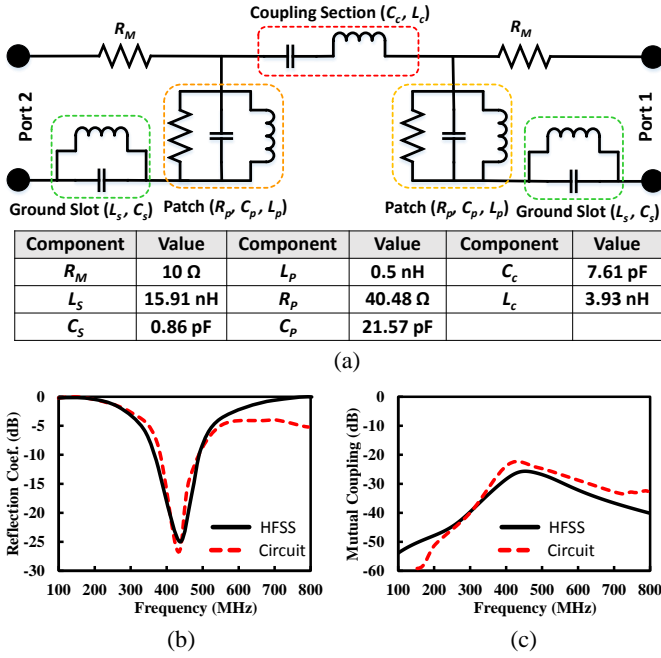 Coupling Section (Cc, Lc)
RM
RM
Port 2
Port 1
Ground Slot (Ls, Cs)
Patch (Rp, Cp, Lp)
Patch (Rp, Cp, Lp)
Ground Slot (Ls, Cs)
Component Value Component Value Component Value
RM 10 Ω LP 0.5 nH Cc 7.61 pF
LS 15.91 nH RP 40.48 Ω Lc 3.93 nH
CS 0.86 pF CP 21.57 pF
(a)
Reflection Coef. (dB)
0
-5
-10
-15
-20
-25
-30
HFSS
Circuit
100 200 300 400 500 600 700 800
Frequency (MHz)
(b)
Mutual Coupling (dB)
0
-10
-20
-30
-40
-50
-60
HFSS
Circuit
100 200 300 400 500 600 700 800
Frequency (MHz)
(c)